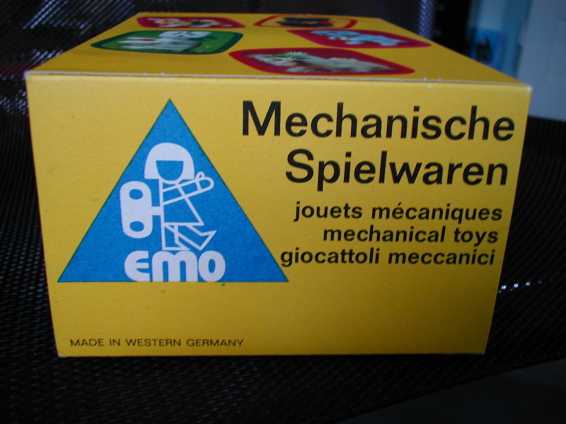 Mechanische
Spielwaren
jouets mécaniques
mechanical toys
giocattoli meccanici
EMO
MADE IN WESTERN GERMANY